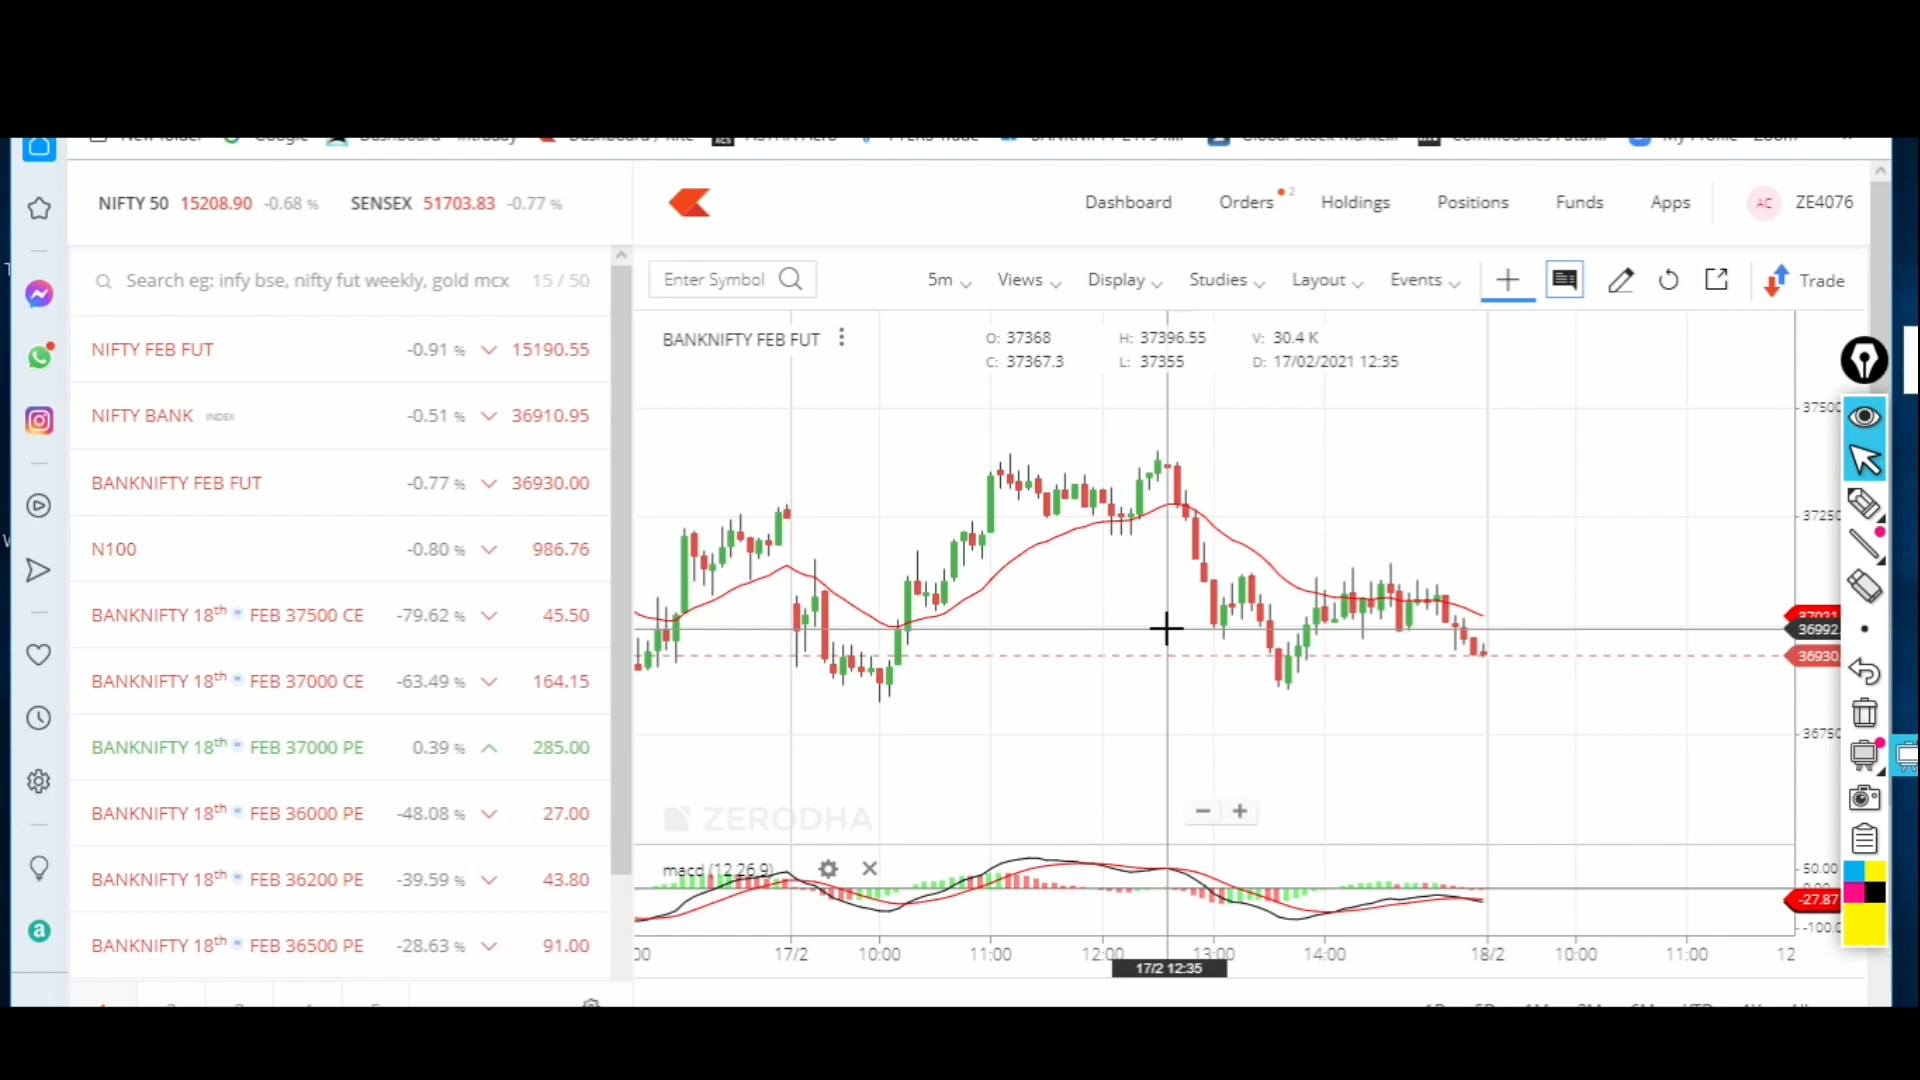 NIFTY 50 15208.90 -0.68 % SENSEX 51703.83 -0.77 %
Dashboard Orders 2 Holdings Positions Funds Apps AC ZE4076
Search eg: infy bse, nifty fut weekly, gold mcx 15 / 50
Enter Symbol 5m Views Display Studies Layout Events Trade
NIFTY FEB FUT -0.91 % 15190.55
NIFTY BANK INDEX -0.51 % 36910.95
BANKNIFTY FEB FUT -0.77 % 36930.00
N100 -0.80 % 986.76
BANKNIFTY 18th FEB 37500 CE -79.62 % 45.50
BANKNIFTY 18th FEB 37000 CE -63.49 % 164.15
BANKNIFTY 18th FEB 37000 PE 0.39 % 285.00
BANKNIFTY 18th FEB 36000 PE -48.08 % 27.00
BANKNIFTY 18th FEB 36200 PE -39.59 % 43.80
BANKNIFTY 18th FEB 36500 PE -28.63 % 91.00
BANKNIFTY FEB FUT
O: 37368 H: 37396.55 V: 30.4 K
C: 37367.3 L: 37355 D: 17/02/2021 12:35
37500
37250
36992
36930
36750
ZERODHA
macd (12,26,9)
50.00
-27.87
-100.0
17/2 10:00 11:00 12:00 13:00 14:00 18/2 10:00 11:00 12
17/2 12:35